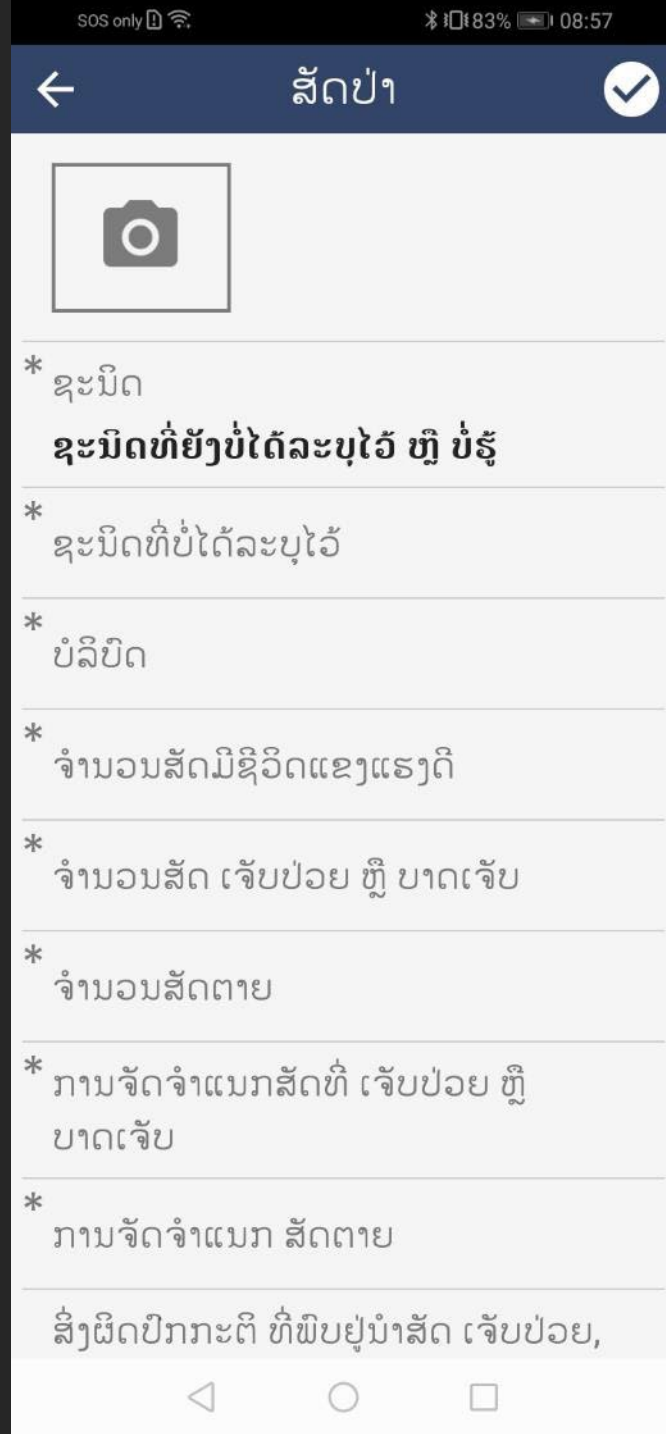 SOS only 83% 08:57
ສັດປ່າ
* ຊະນິດ
ຊະນິດທີ່ຍັງບໍ່ໄດ້ລະບຸໄວ້ ຫຼື ບໍ່ຮູ້
* ຊະນິດທີ່ບໍ່ໄດ້ລະບຸໄວ້
* ບໍລິບົດ
* ຈຳນວນສັດມີຊີວິດແຂງແຮງດີ
* ຈຳນວນສັດ ເຈັບປ່ວຍ ຫຼື ບາດເຈັບ
* ຈຳນວນສັດຕາຍ
* ການຈັດຈຳແນກສັດທີ່ ເຈັບປ່ວຍ ຫຼື
ບາດເຈັບ
* ການຈັດຈຳແນກ ສັດຕາຍ
ສິ່ງຜິດປົກກະຕິ ທີ່ພົບຢູ່ນຳສັດ ເຈັບປ່ວຍ,